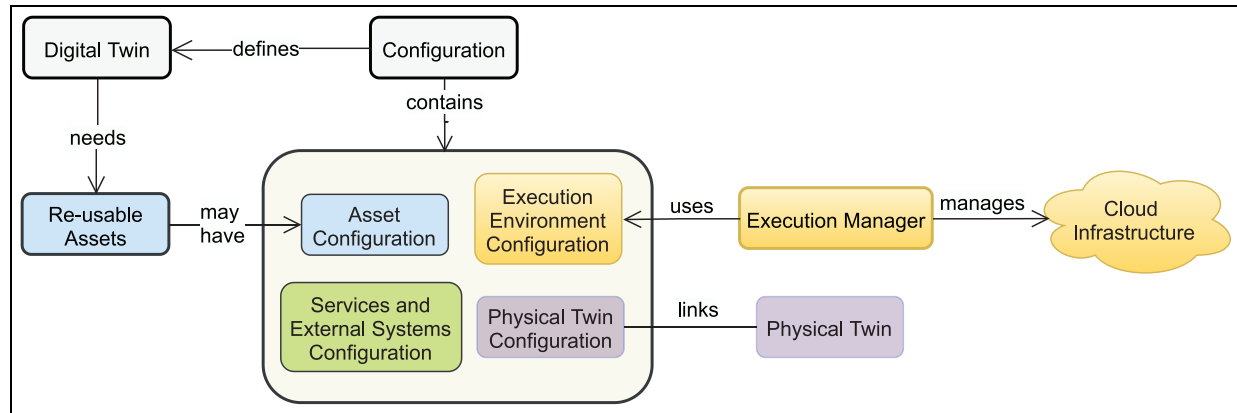 Digital Twin
defines
Configuration
contains
needs
Re-usable
Assets
may
have
Asset
Configuration
Execution
Environment
Configuration
uses
Execution Manager
manages
Cloud
Infrastructure
Services and
External Systems
Configuration
Physical Twin
Configuration
links
Physical Twin